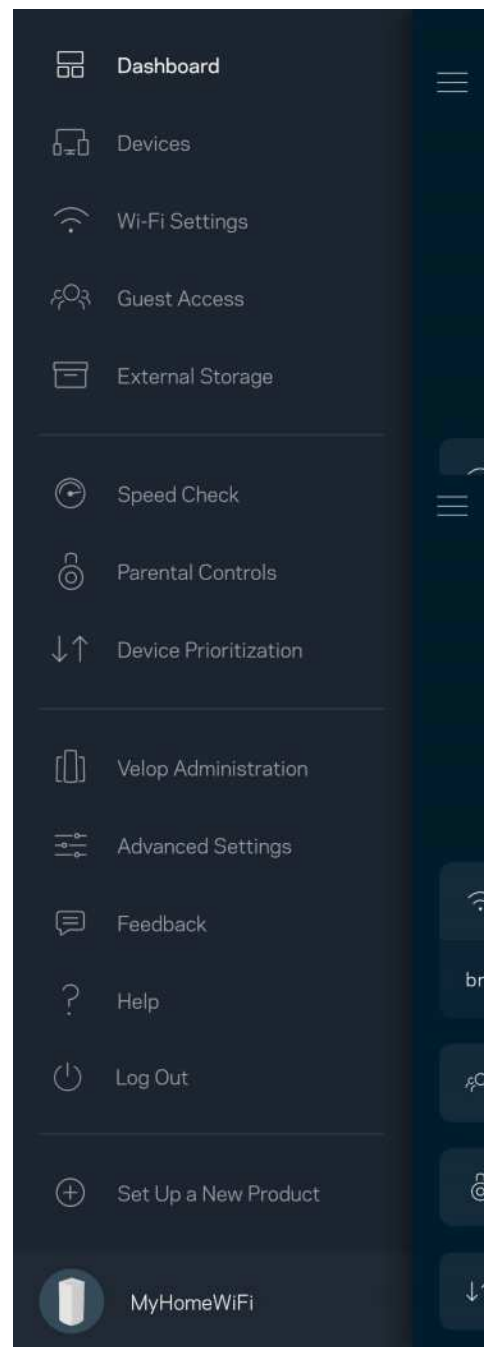 Dashboard
Devices
Wi-Fi Settings
Guest Access
External Storage
Speed Check
Parental Controls
Device Prioritization
Velop Administration
Advanced Settings
Feedback
br
Help
Log Out
Set Up a New Product
MyHomeWiFi